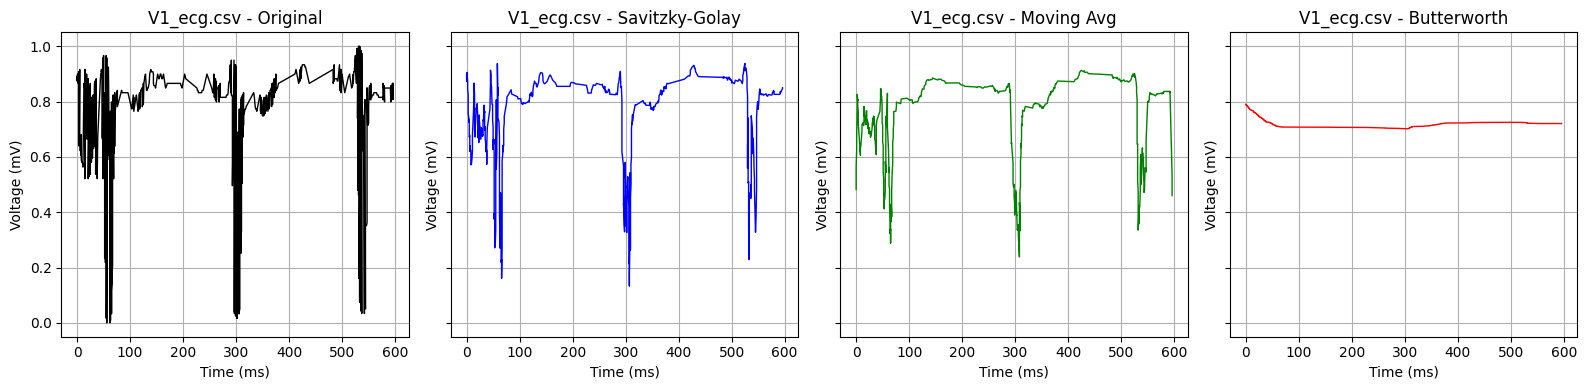 V1_ecg.csv - Original
Voltage (mV)
1.0
0.8
0.6
0.4
0.2
0.0
0 100 200 300 400 500 600
Time (ms)
V1_ecg.csv - Savitzky-Golay
Voltage (mV)
0 100 200 300 400 500 600
Time (ms)
V1_ecg.csv - Moving Avg
Voltage (mV)
0 100 200 300 400 500 600
Time (ms)
V1_ecg.csv - Butterworth
Voltage (mV)
0 100 200 300 400 500 600
Time (ms)